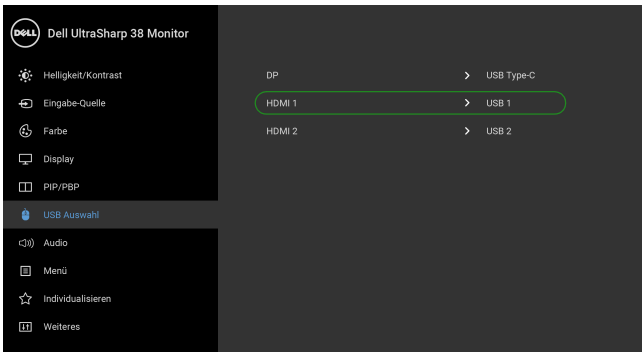 DELL Dell UltraSharp 38 Monitor
Helligkeit/Kontrast
Eingabe-Quelle
Farbe
Display
PIP/PBP
USB Auswahl
Audio
Menü
Individualisieren
Weiteres
DP > USB Type-C
HDMI 1 > USB 1
HDMI 2 > USB 2